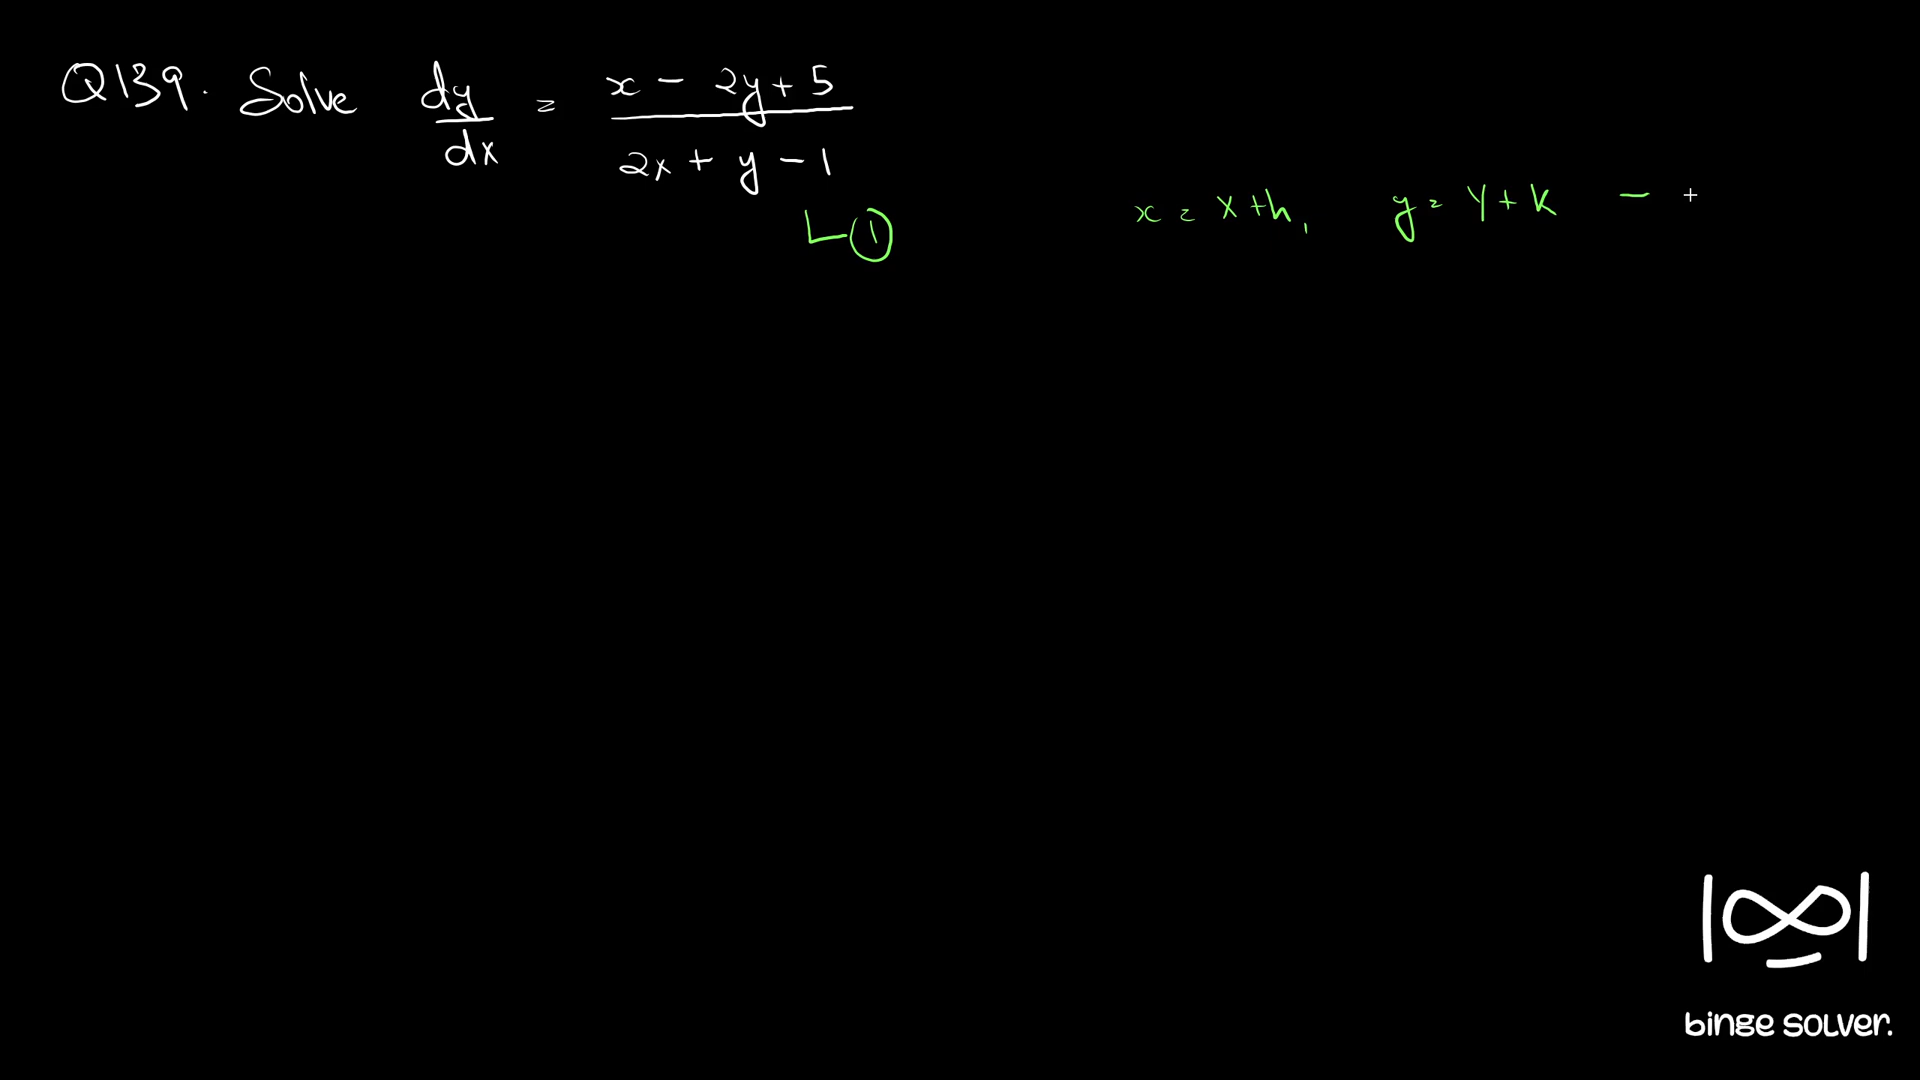 Q139. Solve dy/dx = (x - 2y + 5)/(2x + y - 1)
①
x = X + h, y = Y + K -
binge SOLVER.